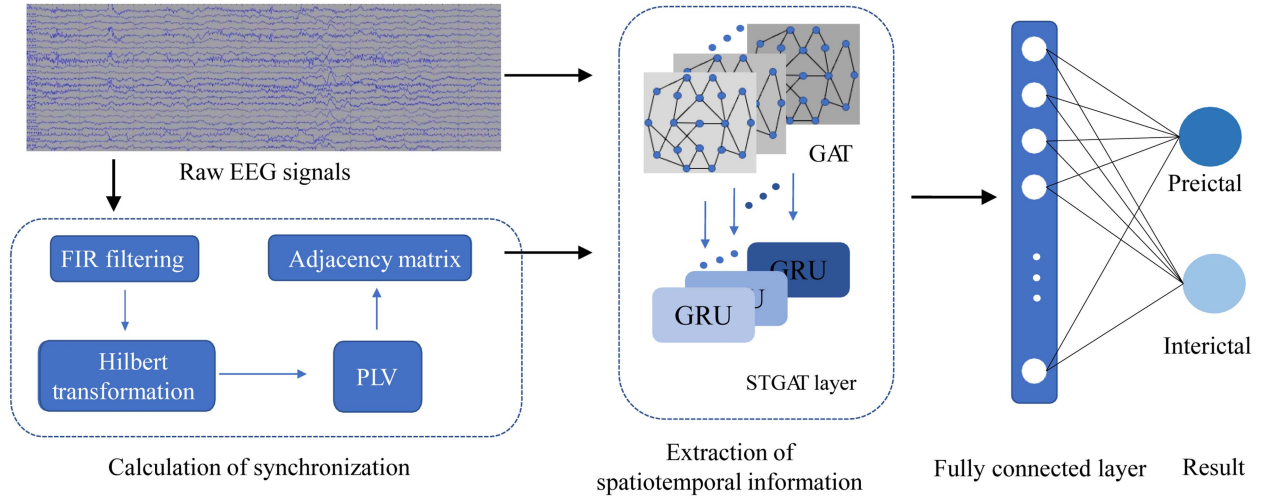 Raw EEG signals
FIR filtering
Adjacency matrix
Hilbert
transformation
PLV
Calculation of synchronization
GAT
GRU
U
GRU
STGAT layer
Extraction of
spatiotemporal information
Preictal
Interictal
Fully connected layer
Result